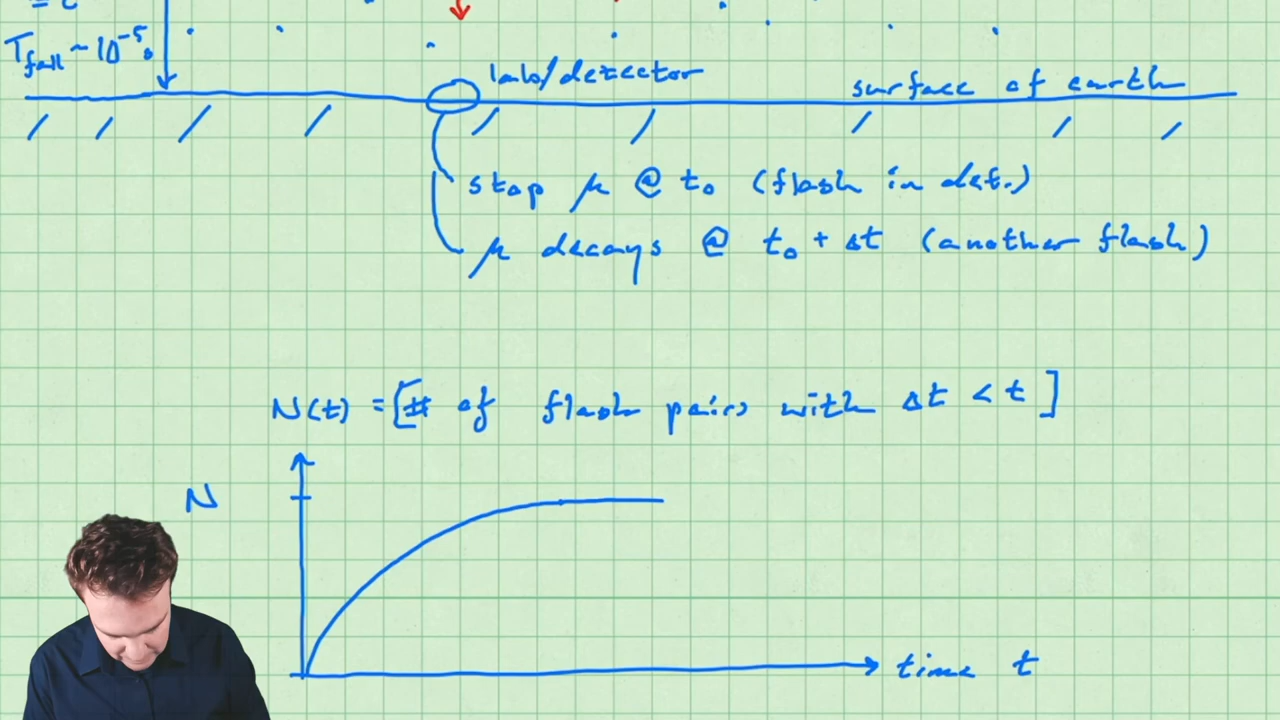 = c
T_fall ~ 10^-5 s
lab/detector
surface of earth
stop μ @ t₀ (flash in det.)
μ decays @ t₀ + Δt (another flash)
N(t) = [# of flash pairs with Δt < t]
N
time t